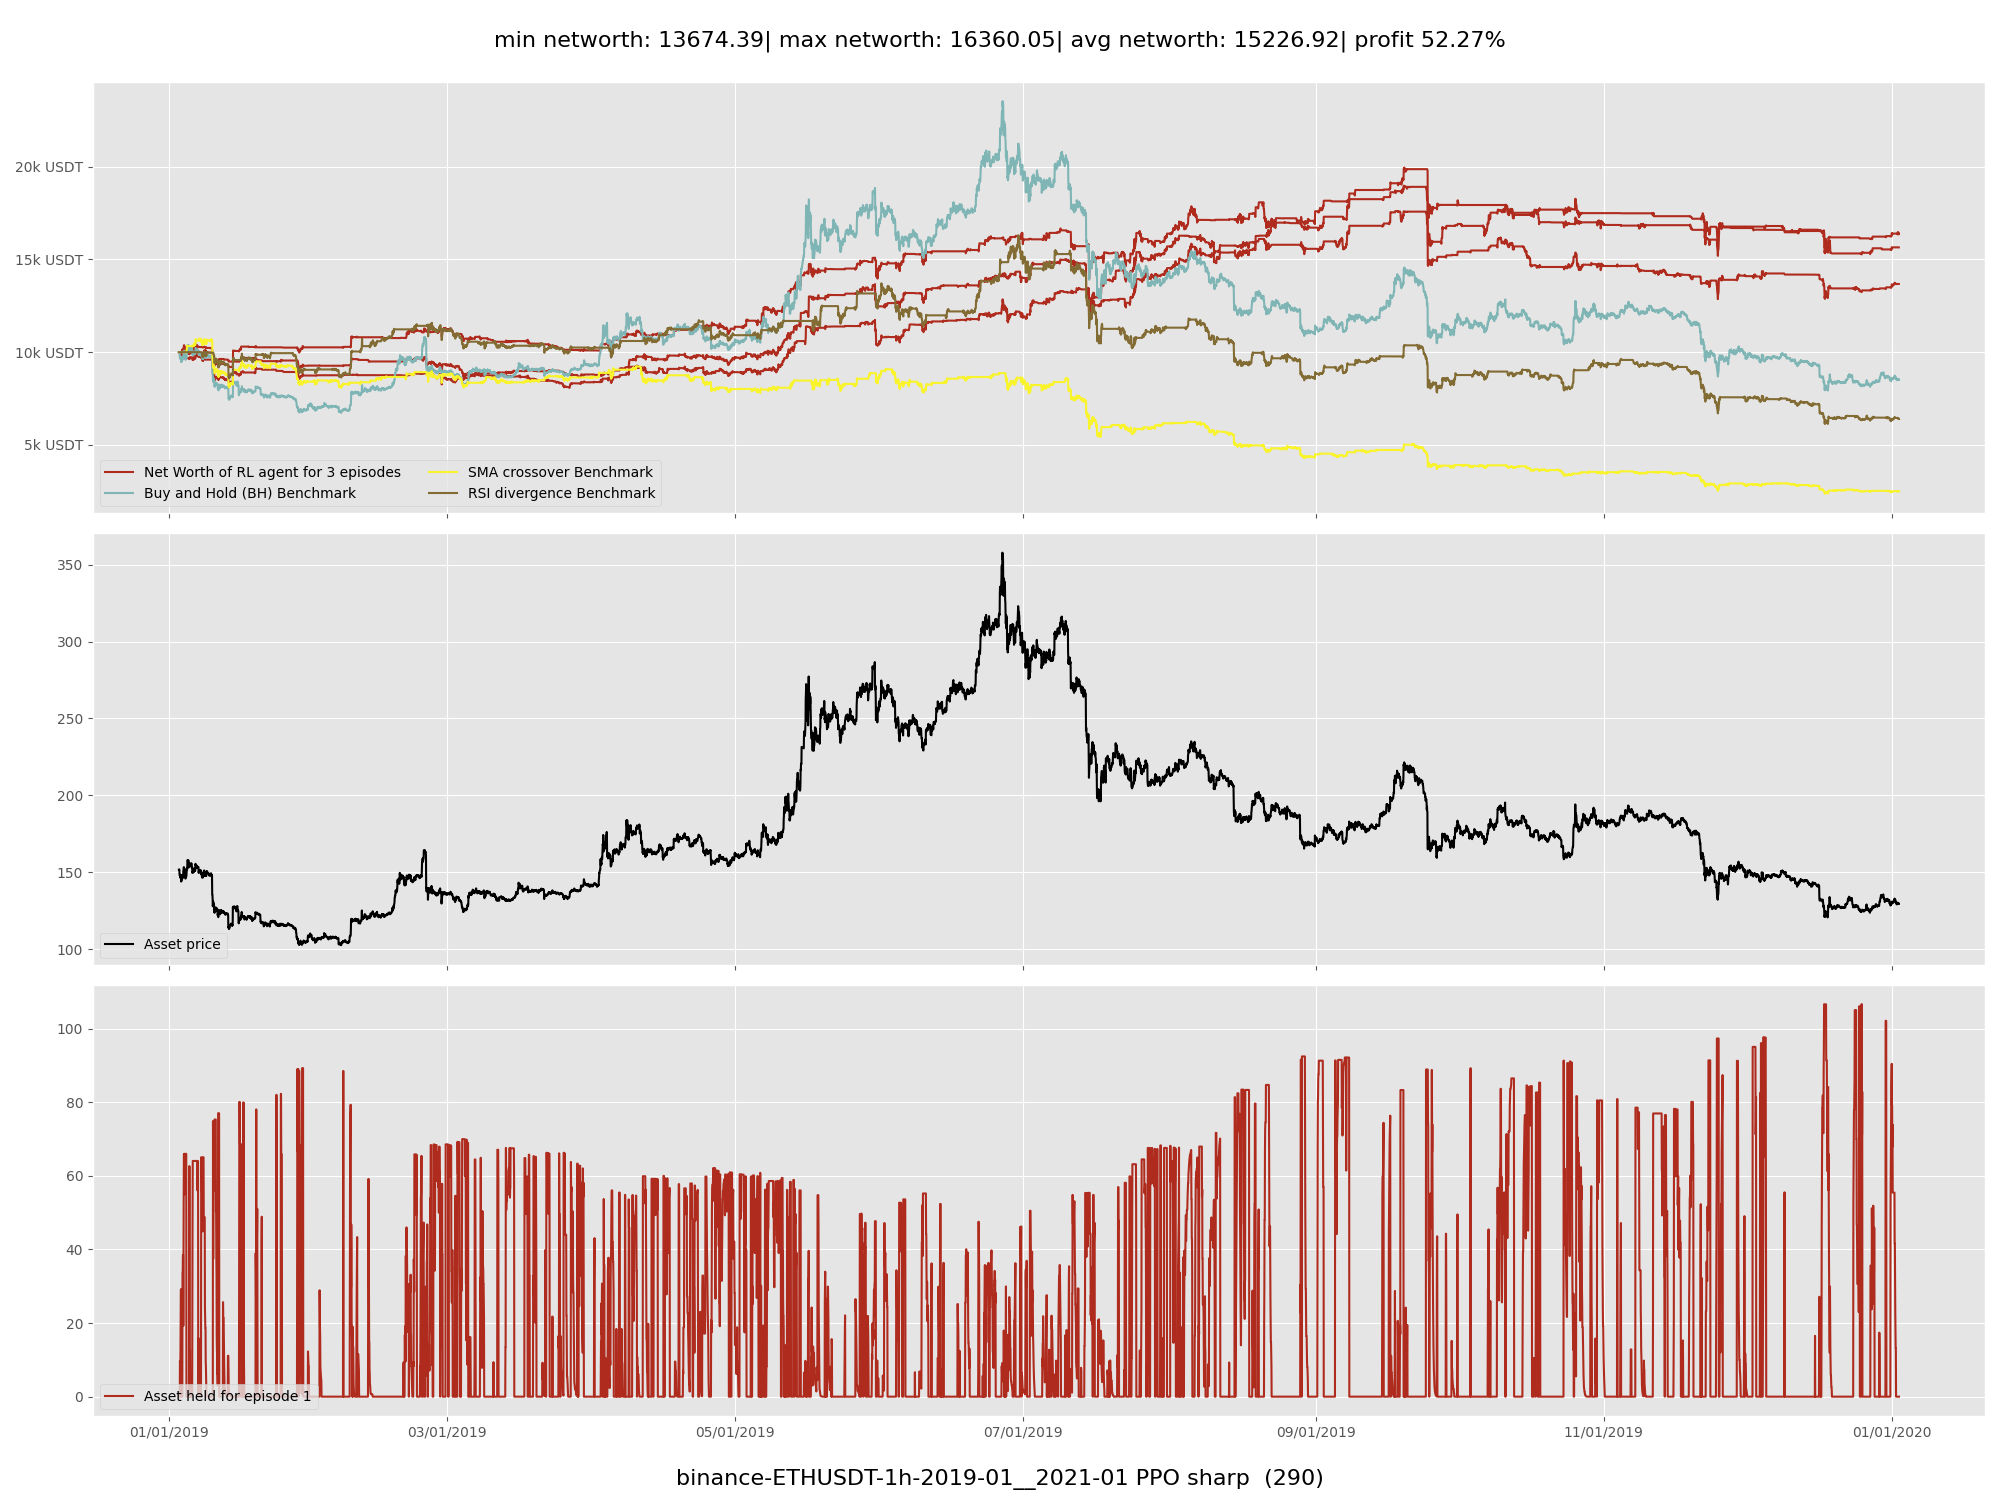 min networth: 13674.39| max networth: 16360.05| avg networth: 15226.92| profit 52.27%
20k USDT
15k USDT
10k USDT
5k USDT
Net Worth of RL agent for 3 episodes
Buy and Hold (BH) Benchmark
SMA crossover Benchmark
RSI divergence Benchmark
350
300
250
200
150
100
Asset price
100
80
60
40
20
0
Asset held for episode 1
01/01/2019 03/01/2019 05/01/2019 07/01/2019 09/01/2019 11/01/2019 01/01/2020
binance-ETHUSDT-1h-2019-01__2021-01 PPO sharp  (290)